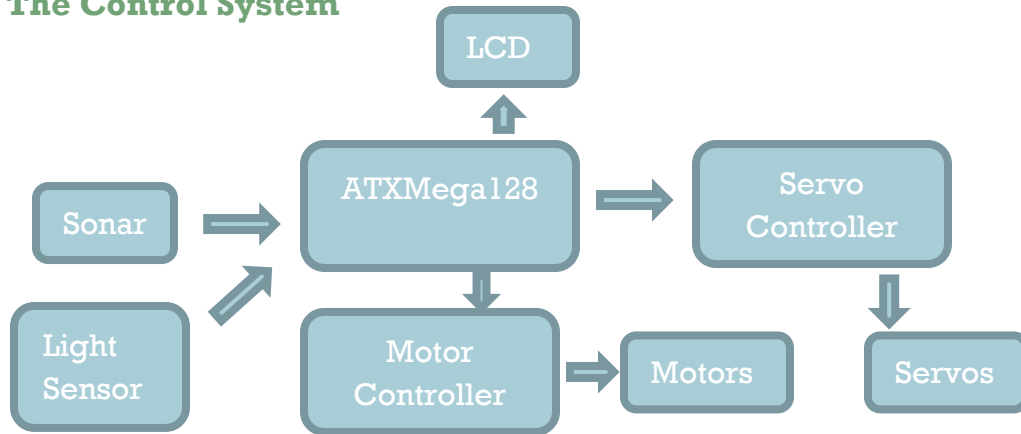 The Control System
LCD
ATXMega128
Servo
Controller
Sonar
Light
Sensor
Motor
Controller
Motors
Servos